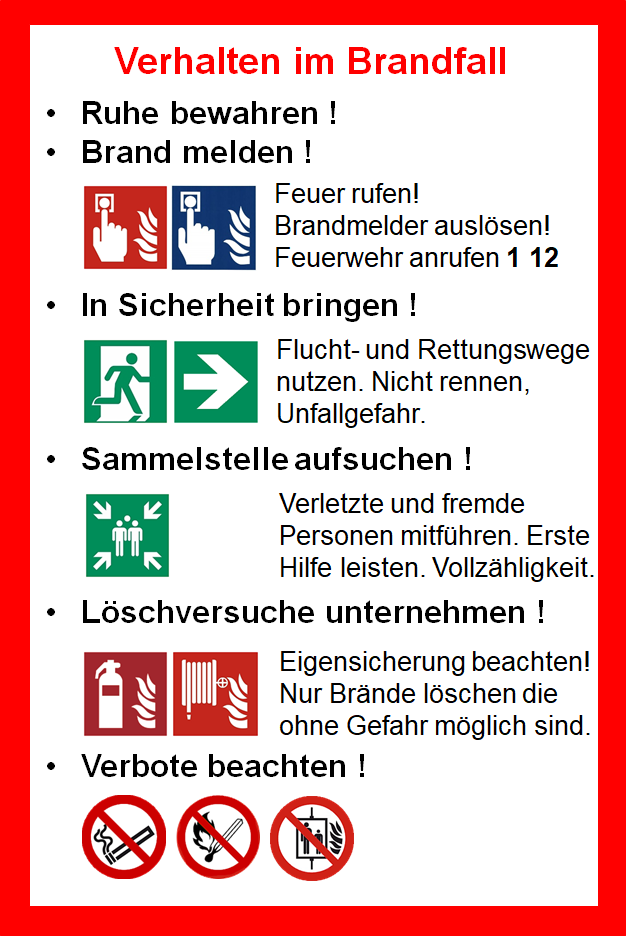 Verhalten im Brandfall
• Ruhe bewahren !
• Brand melden !
Feuer rufen!
Brandmelder auslösen!
Feuerwehr anrufen 1 12
• In Sicherheit bringen !
Flucht- und Rettungswege
nutzen. Nicht rennen,
Unfallgefahr.
• Sammelstelle aufsuchen !
Verletzte und fremde
Personen mitführen. Erste
Hilfe leisten. Vollzähligkeit.
• Löschversuche unternehmen !
Eigensicherung beachten!
Nur Brände löschen die
ohne Gefahr möglich sind.
• Verbote beachten !